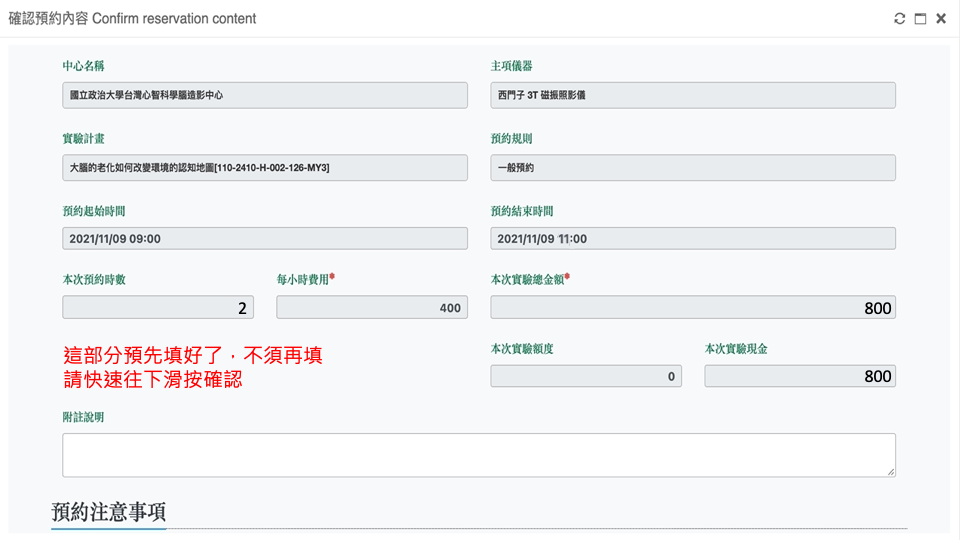 確認預約內容 Confirm reservation content
中心名稱
主項儀器
國立政治大學台灣心智科學腦造影中心
西門子 3T 磁振照影儀
實驗計畫
預約規則
大腦的老化如何改變環境的認知地圖[110-2410-H-002-126-MY3]
一般預約
預約起始時間
預約結束時間
2021/11/09 09:00
2021/11/09 11:00
本次預約時數
每小時費用*
本次實驗總金額*
2
400
800
這部分預先填好了，不須再填
請快速往下滑按確認
本次實驗額度
本次實驗現金
0
800
附註說明
預約注意事項